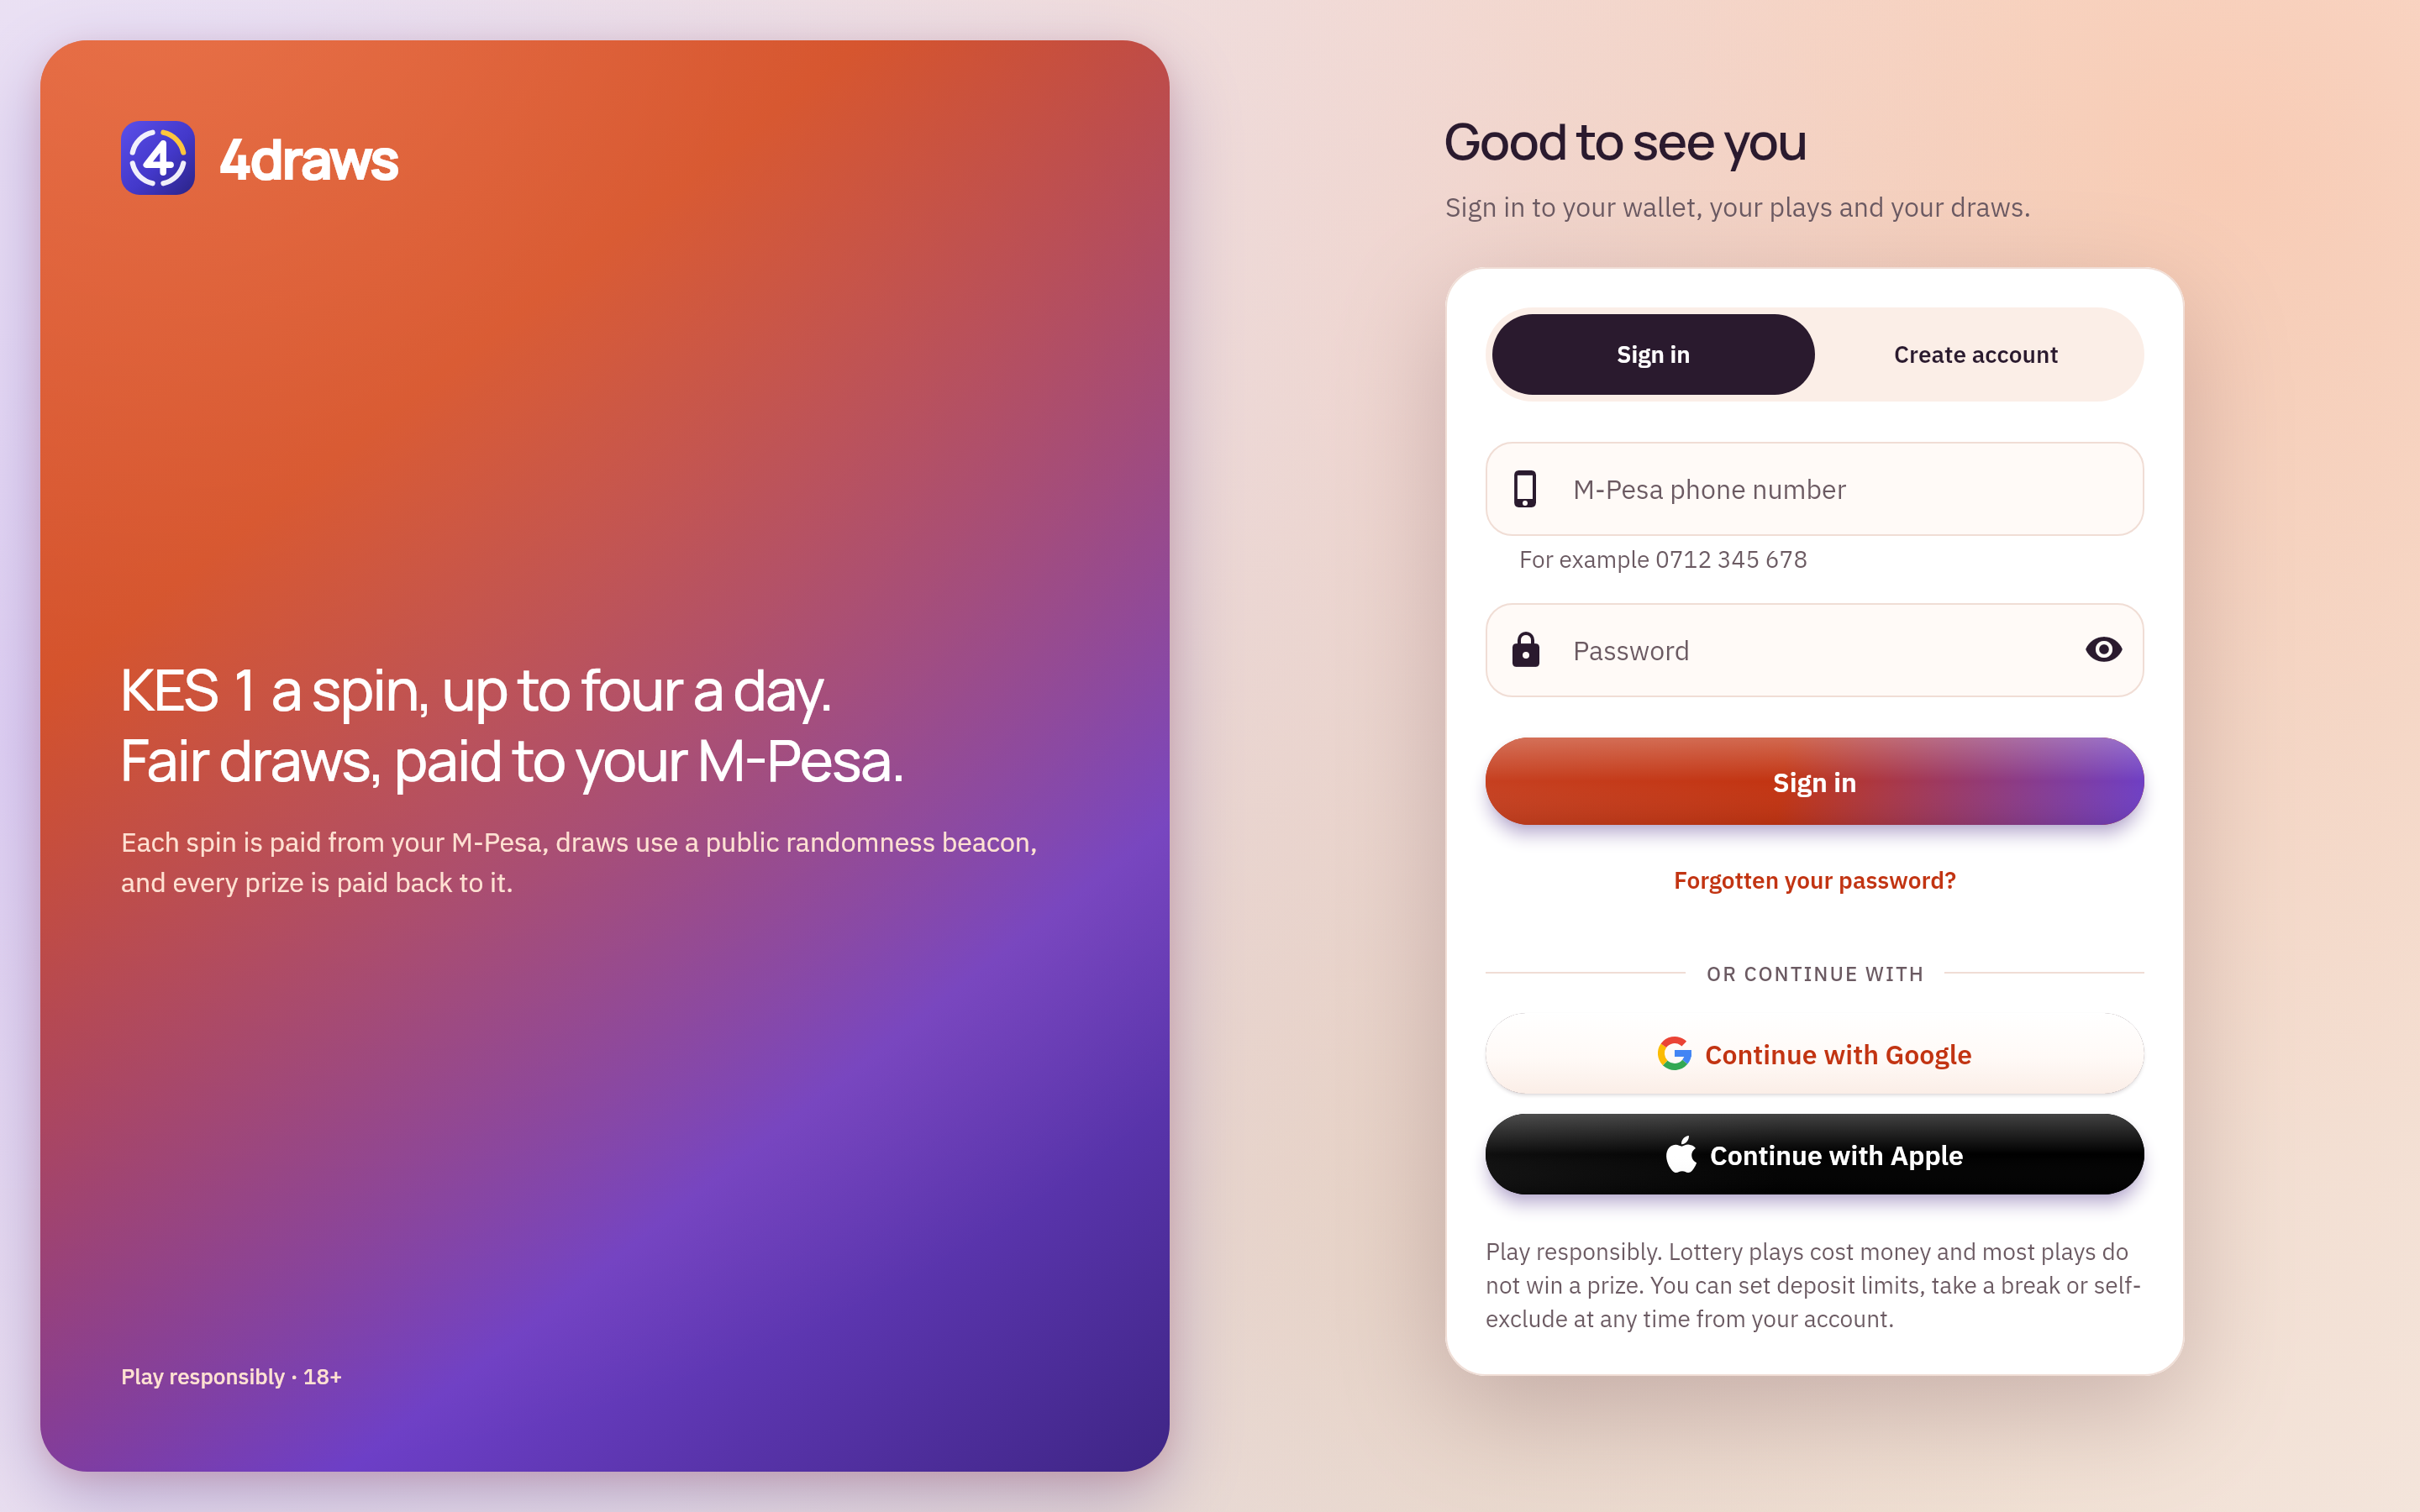 4
4draws
KES 1 a spin, up to four a day.
Fair draws, paid to your M-Pesa.
Each spin is paid from your M-Pesa, draws use a public randomness beacon,
and every prize is paid back to it.
Play responsibly · 18+
Good to see you
Sign in to your wallet, your plays and your draws.
Sign in
Create account
M-Pesa phone number
For example 0712 345 678
Password
Sign in
Forgotten your password?
OR CONTINUE WITH
Continue with Google
Continue with Apple
Play responsibly. Lottery plays cost money and most plays do
not win a prize. You can set deposit limits, take a break or self-
exclude at any time from your account.